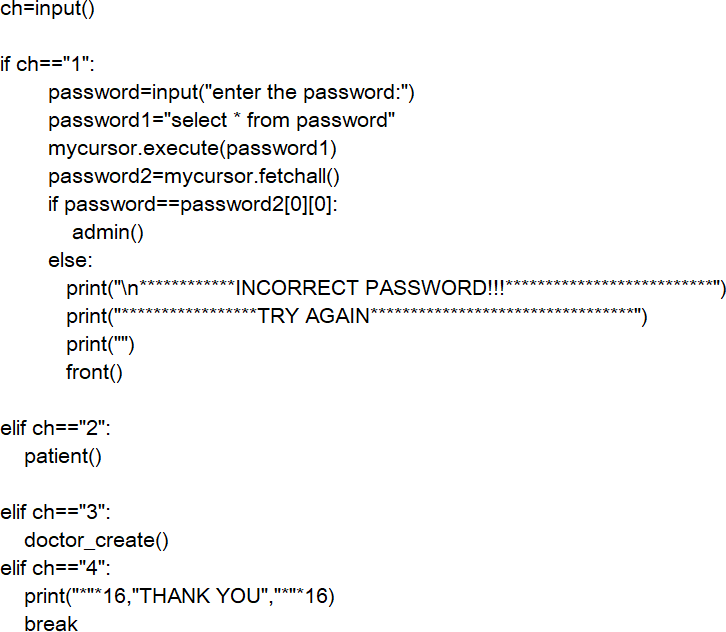 ch=input()
if ch=="1":
password=input("enter the password:")
password1="select * from password"
mycursor.execute(password1)
password2=mycursor.fetchall()
if password==password2[0][0]:
admin()
else:
print("\n************INCORRECT PASSWORD!!!**************************")
print("*****************TRY AGAIN*********************************")
print("")
front()
elif ch=="2":
patient()
elif ch=="3":
doctor_create()
elif ch=="4":
print("*"*16,"THANK YOU","*"*16)
break